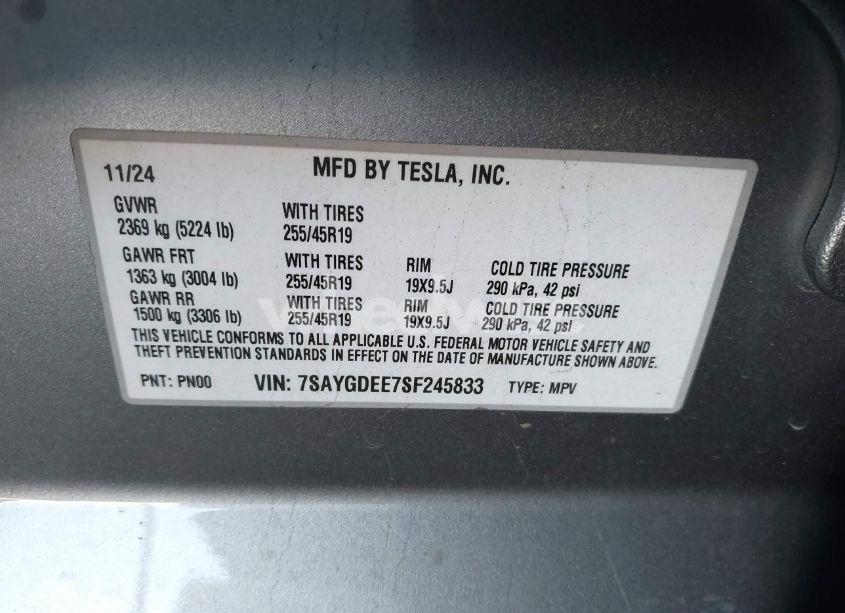 11/24 MFD BY TESLA, INC.
GVWR WITH TIRES
2369 kg (5224 lb) 255/45R19
GAWR FRT WITH TIRES RIM COLD TIRE PRESSURE
1363 kg (3004 lb) 255/45R19 19X9.5J 290 kPa, 42 psi
GAWR RR WITH TIRES RIM COLD TIRE PRESSURE
1500 kg (3306 lb) 255/45R19 19X9.5J 290 kPa, 42 psi
THIS VEHICLE CONFORMS TO ALL APPLICABLE U.S. FEDERAL MOTOR VEHICLE SAFETY AND
THEFT PREVENTION STANDARDS IN EFFECT ON THE DATE OF MANUFACTURE SHOWN ABOVE.
PNT: PN00 VIN: 7SAYGDEE7SF245833 TYPE: MPV